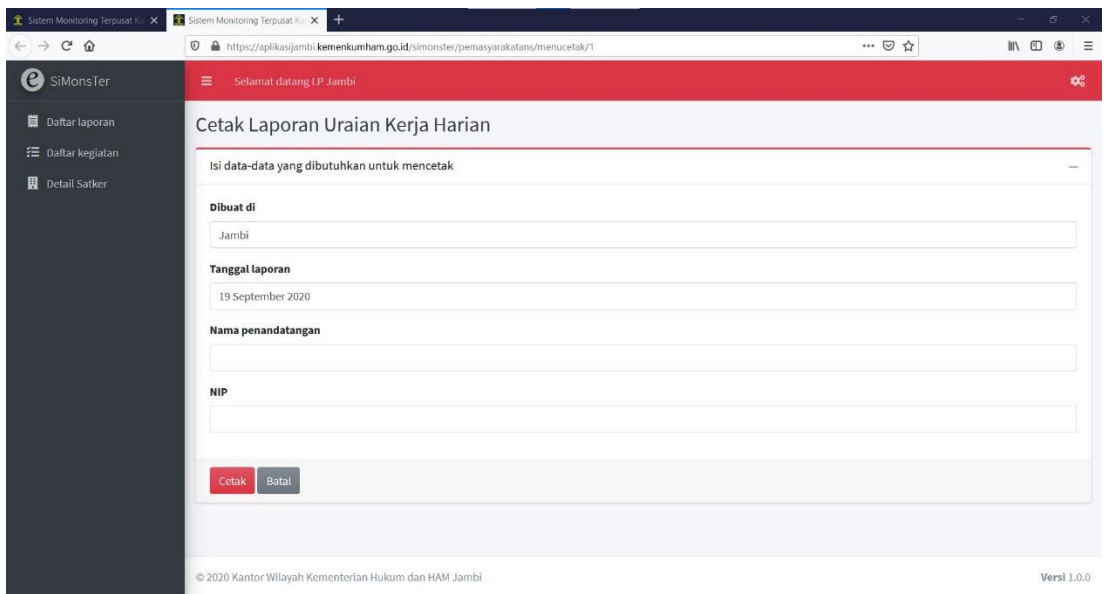 Sistem Monitoring Terpusat Ka
Sistem Monitoring Terpusat Ka
https://aplikasijambi.kemenkumham.go.id/simonster/pemasyarakatans/menucetak/1
SiMonsTer
Selamat datang LP Jambi
Daftar laporan
Daftar kegiatan
Detail Satker
Cetak Laporan Uraian Kerja Harian
Isi data-data yang dibutuhkan untuk mencetak
Dibuat di
Jambi
Tanggal laporan
19 September 2020
Nama penandatangan
NIP
Cetak Batal
© 2020 Kantor Wilayah Kementerian Hukum dan HAM Jambi
Versi 1.0.0